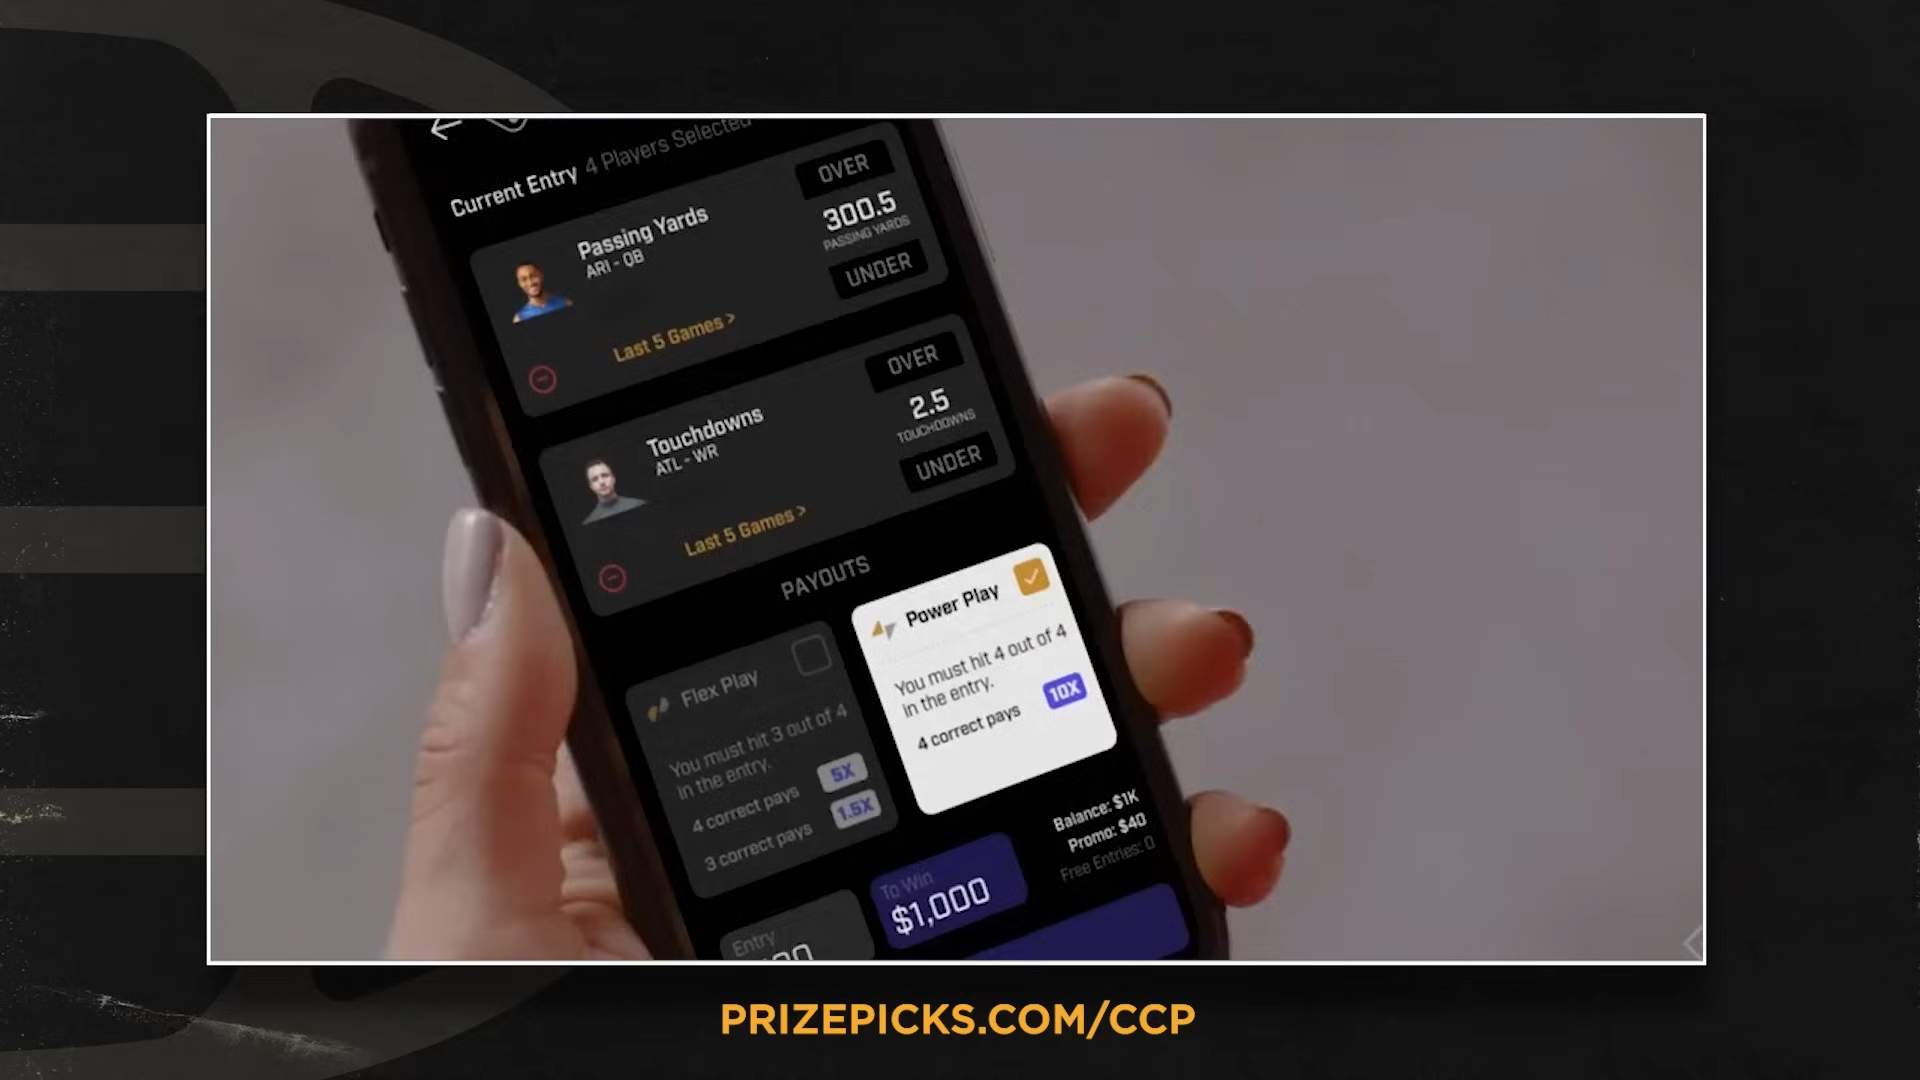 Current Entry 4 Players Selected
Passing Yards
ARI - QB
OVER
300.5
PASSING YARDS
UNDER
Last 5 Games >
Touchdowns
ATL - WR
OVER
2.5
TOUCHDOWNS
UNDER
Last 5 Games >
PAYOUTS
Flex Play
You must hit 3 out of 4
in the entry.
4 correct pays 5X
3 correct pays 1.5X
Power Play
You must hit 4 out of 4
in the entry.
4 correct pays 10X
Balance: $1K
Promo: $40
Free Entries: 0
Entry
To Win
$1,000
PRIZEPICKS.COM/CCP